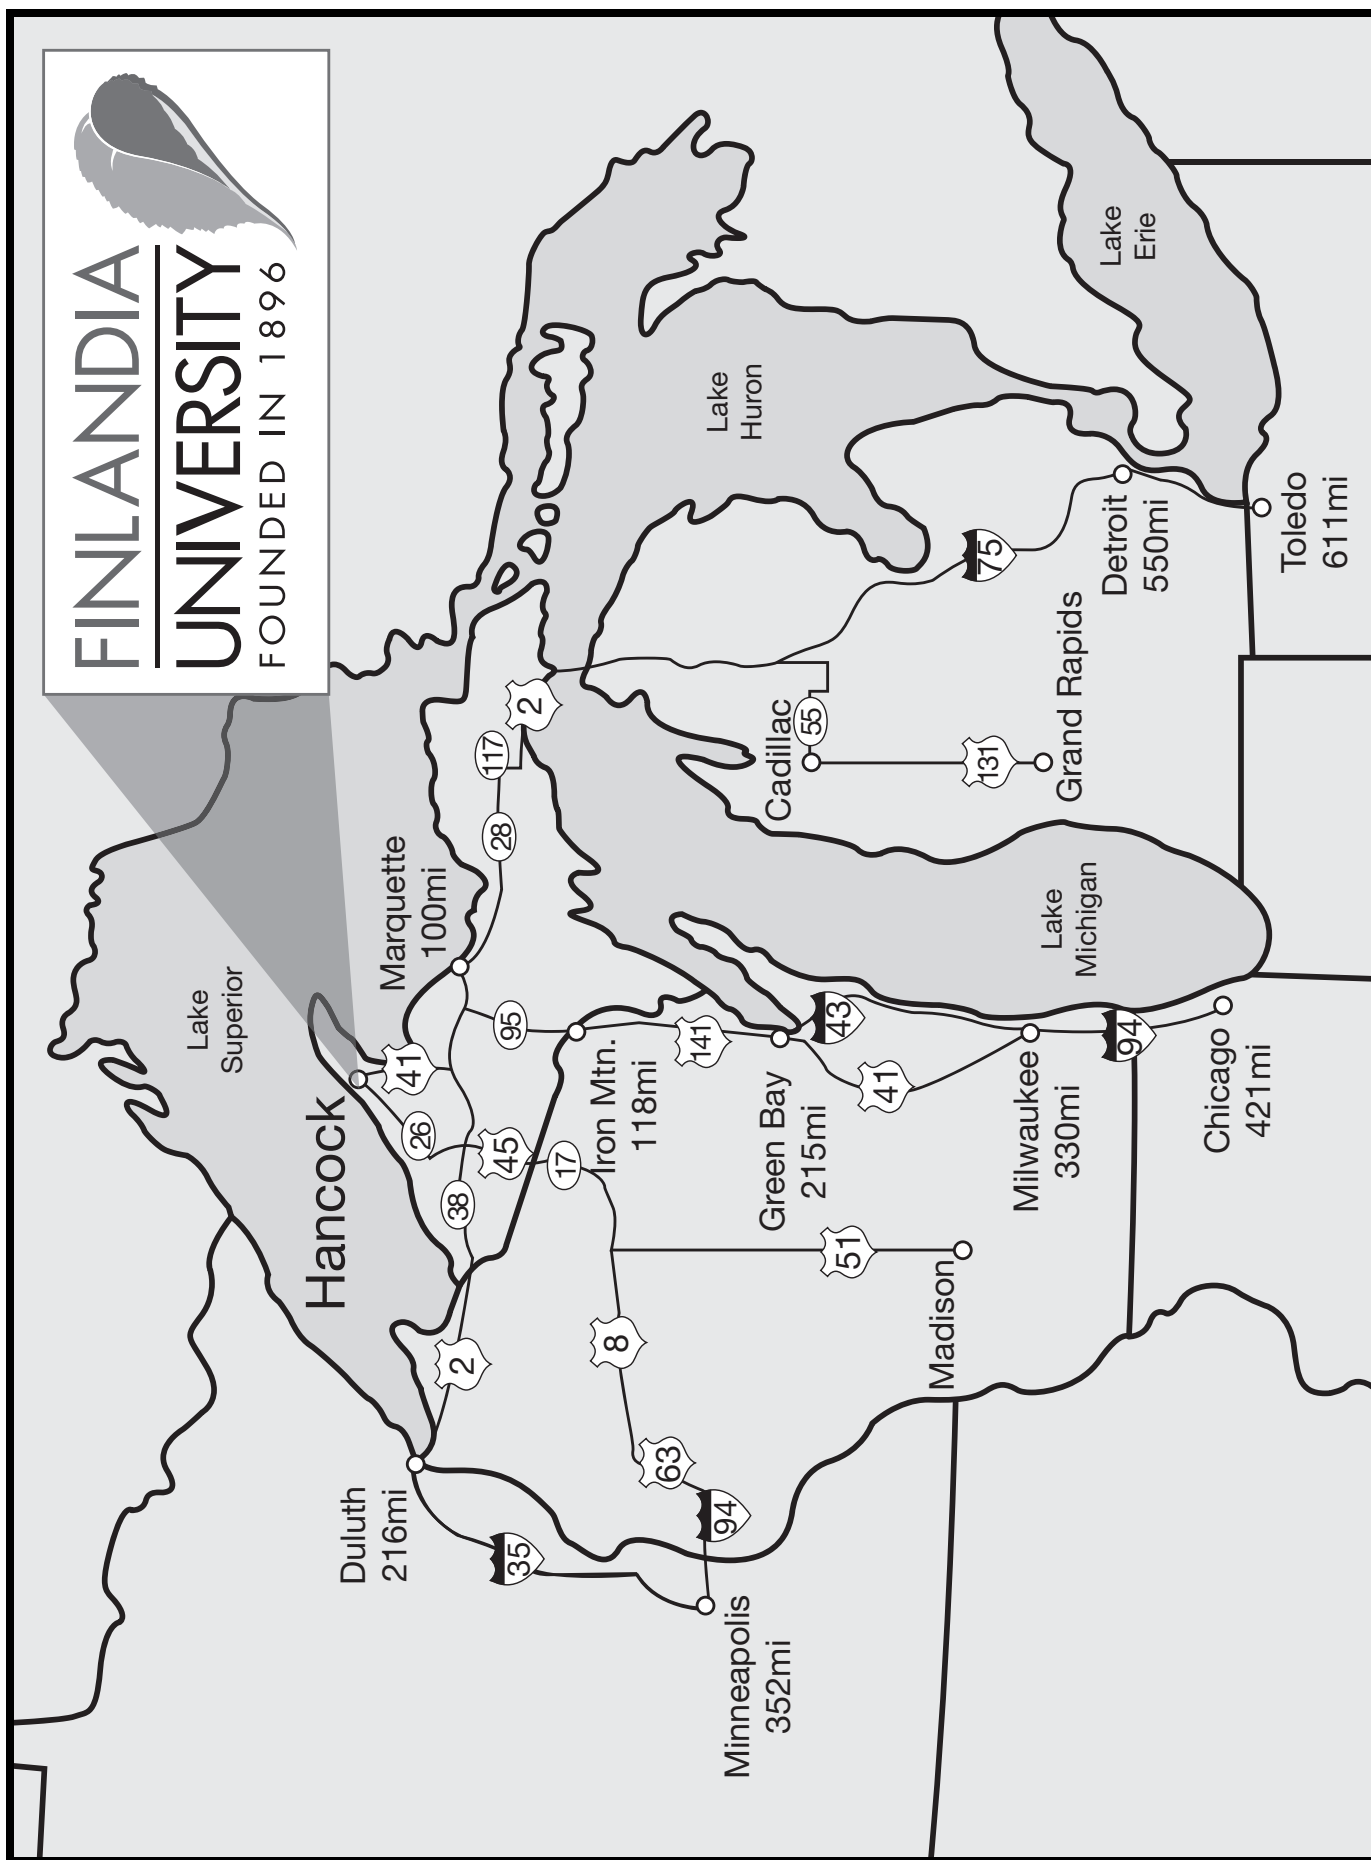 FINLANDIA
UNIVERSITY
FOUNDED IN 1896
Lake
Superior
Hancock
Marquette
100mi
Duluth
216mi
Minneapolis
352mi
Iron Mtn.
118mi
Green Bay
215mi
Madison
Milwaukee
330mi
Chicago
421mi
Lake
Michigan
Cadillac
Grand Rapids
Detroit
550mi
Toledo
611mi
Lake
Huron
Lake
Erie
41
26
45
38
17
2
35
63
94
8
51
95
141
43
41
94
28
117
2
55
131
75